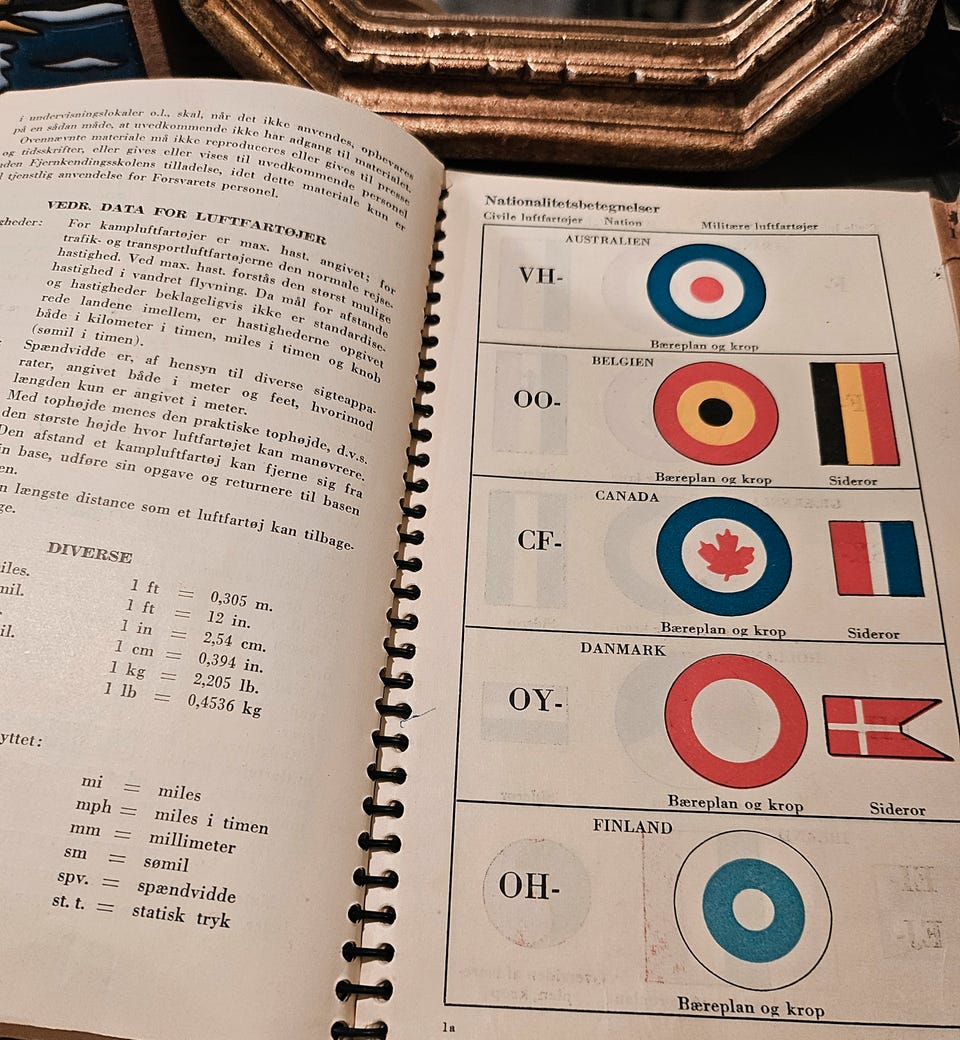 i undervisningslokaler o.l., skal, når det ikke anvendes, opbevares
på en sådan måde, at uvedkommende ikke har adgang til materialet.
Ovennævnte materiale må ikke reproduceres eller gives til presse
og tidsskrifter, eller gives eller vises til uvedkommende personel
uden Fjernkendingsskolens tilladelse, idet dette materiale kun er
tjenstlig anvendelse for Forsvarets personel.
VEDR. DATA FOR LUFTFARTØJER
igheder: For kampluftfartøjer er max. hast. angivet; for
trafik- og transportluftfartøjerne den normale rejse-
hastighed. Ved max. hast. forstås den størst mulige
hastighed i vandret flyvning. Da mål for afstande
og hastigheder beklageligvis ikke er standardise-
rede landene imellem, er hastighederne opgivet
både i kilometer i timen, miles i timen og knob
(sømil i timen).
Spændvidde er, af hensyn til diverse sigteappa-
rater, angivet både i meter og feet, hvorimod
længden kun er angivet i meter.
Med tophøjde menes den praktiske tophøjde, d.v.s.
den største højde hvor luftfartøjet kan manøvrere.
Den afstand et kampluftfartøj kan fjerne sig fra
in base, udføre sin opgave og returnere til basen
en.
n længste distance som et luftfartøj kan tilbage-
ge.
DIVERSE
iles.
mil.
il.
1 ft = 0,305 m.
1 ft = 12 in.
1 in = 2,54 cm.
1 cm = 0,394 in.
1 kg = 2,205 lb.
1 lb = 0,4536 kg
yttet:
mi = miles
mph = miles i timen
mm = millimeter
sm = sømil
spv. = spændvidde
st. t. = statisk tryk
Nationalitetsbetegnelser
Civile luftfartøjer Nation Militære luftfartøjer
AUSTRALIEN
VH-
Bæreplan og krop
BELGIEN
OO-
Bæreplan og krop Sideror
CANADA
CF-
Bæreplan og krop Sideror
DANMARK
OY-
Bæreplan og krop Sideror
FINLAND
OH-
Bæreplan og krop
1a